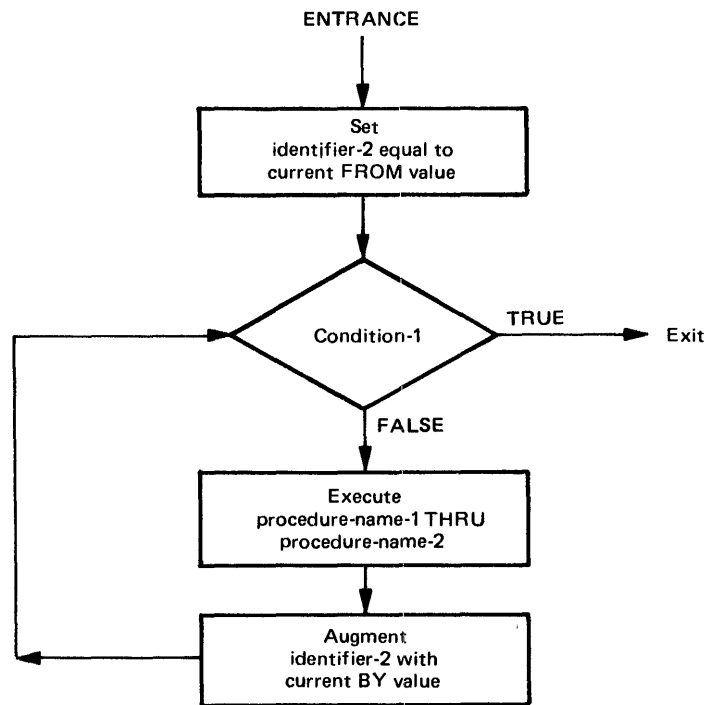 ENTRANCE
Set
identifier-2 equal to
current FROM value
Condition-1
TRUE
Exit
FALSE
Execute
procedure-name-1 THRU
procedure-name-2
Augment
identifier-2 with
current BY value